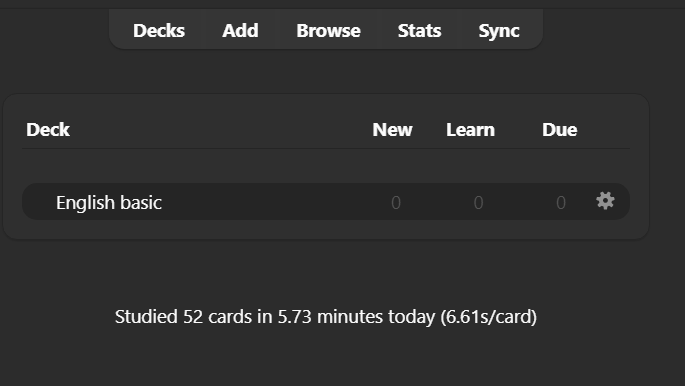 Decks Add Browse Stats Sync
Deck New Learn Due
English basic 0 0 0
Studied 52 cards in 5.73 minutes today (6.61s/card)